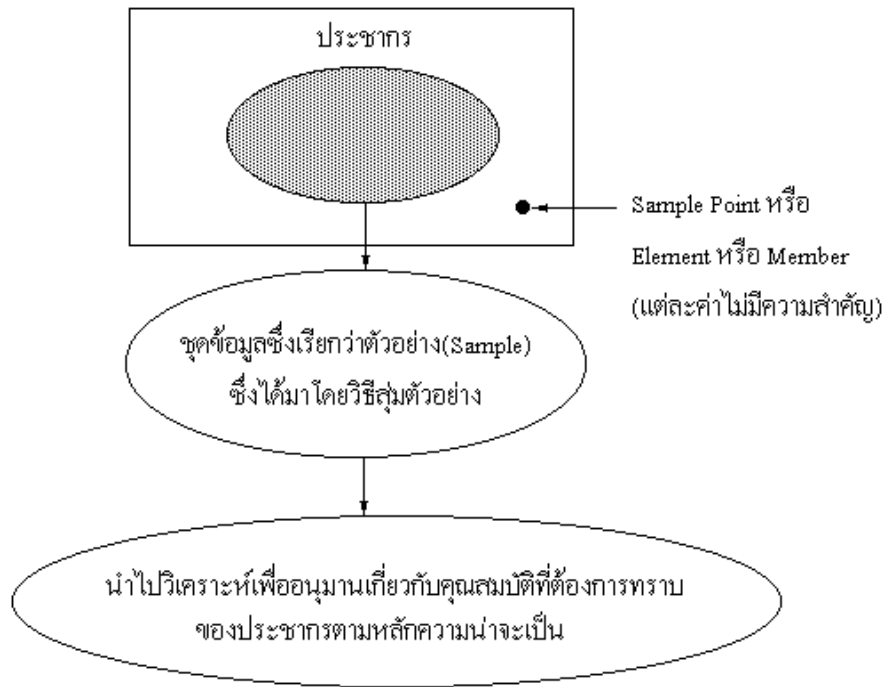 ประชากร
Sample Point หรือ
Element หรือ Member
(แต่ละค่าไม่มีความสำคัญ)
ชุดข้อมูลซึ่งเรียกว่าตัวอย่าง(Sample)
ซึ่งได้มาโดยวิธีสุ่มตัวอย่าง
นำไปวิเคราะห์เพื่ออนุมานเกี่ยวกับคุณสมบัติที่ต้องการทราบ
ของประชากรตามหลักความน่าจะเป็น